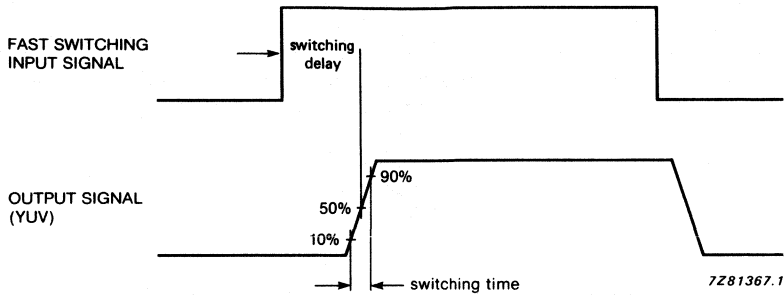 FAST SWITCHING
INPUT SIGNAL
switching
delay
OUTPUT SIGNAL
(YUV)
90%
50%
10%
switching time
7Z81367.1